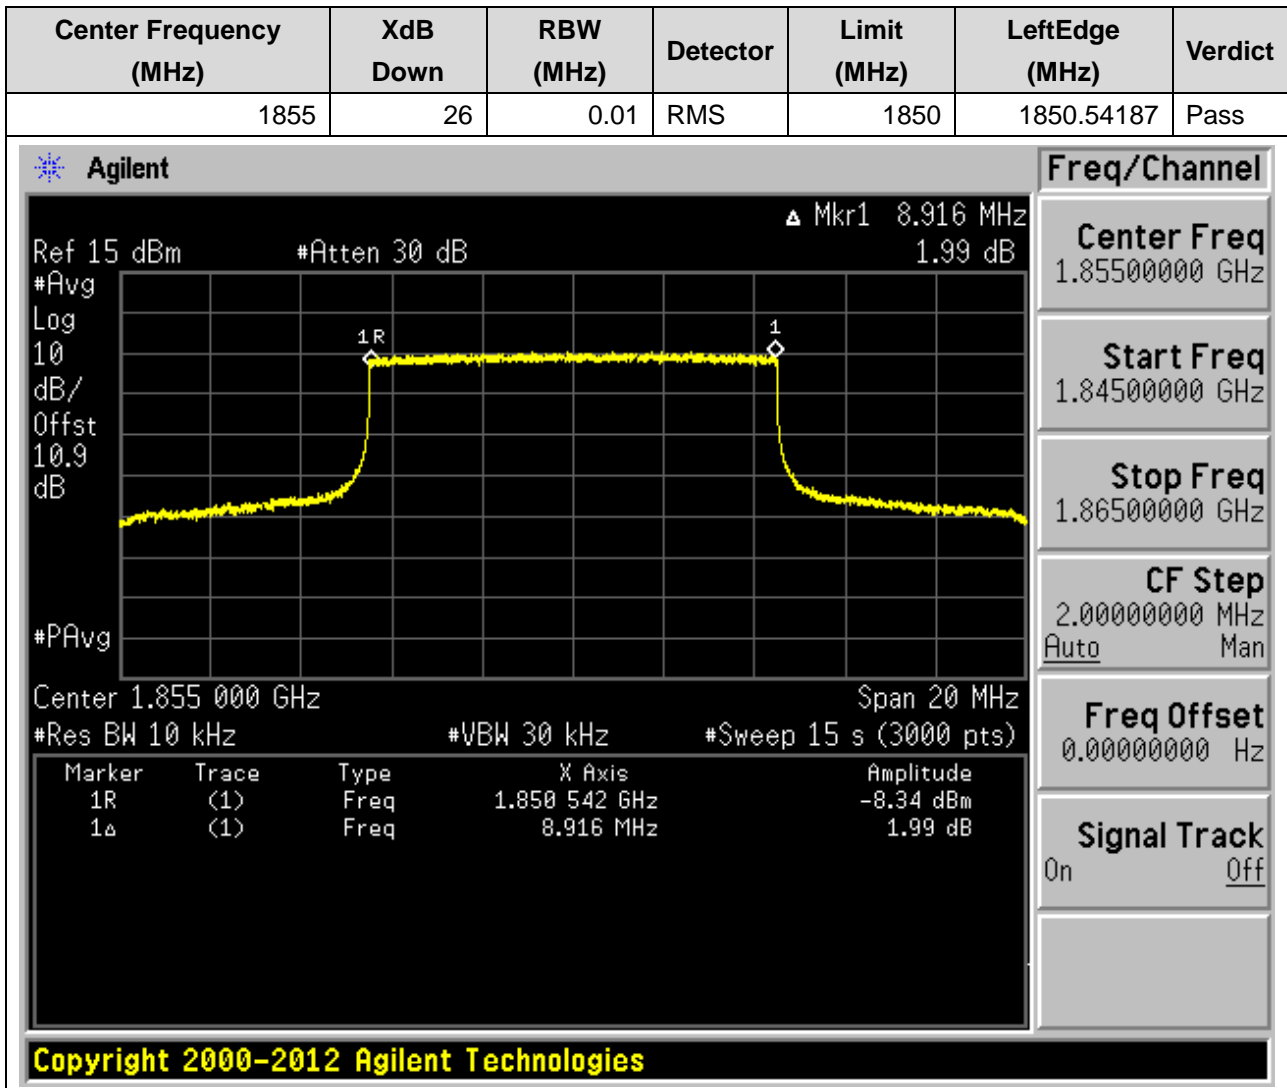 Center Frequency (MHz) XdB Down RBW (MHz) Detector Limit (MHz) LeftEdge (MHz) Verdict
1855 26 0.01 RMS 1850 1850.54187 Pass
Agilent
Freq/Channel
Δ Mkr1 8.916 MHz
Ref 15 dBm #Atten 30 dB 1.99 dB
#Avg
Log
10
dB/
Offst
10.9
dB
#PAvg
1R
1
Center 1.855 000 GHz Span 20 MHz
#Res BW 10 kHz #VBW 30 kHz #Sweep 15 s (3000 pts)
Marker Trace Type X Axis Amplitude
1R (1) Freq 1.850 542 GHz -8.34 dBm
1Δ (1) Freq 8.916 MHz 1.99 dB
Center Freq
1.85500000 GHz
Start Freq
1.84500000 GHz
Stop Freq
1.86500000 GHz
CF Step
2.00000000 MHz
Auto Man
Freq Offset
0.00000000 Hz
Signal Track
On Off
Copyright 2000-2012 Agilent Technologies